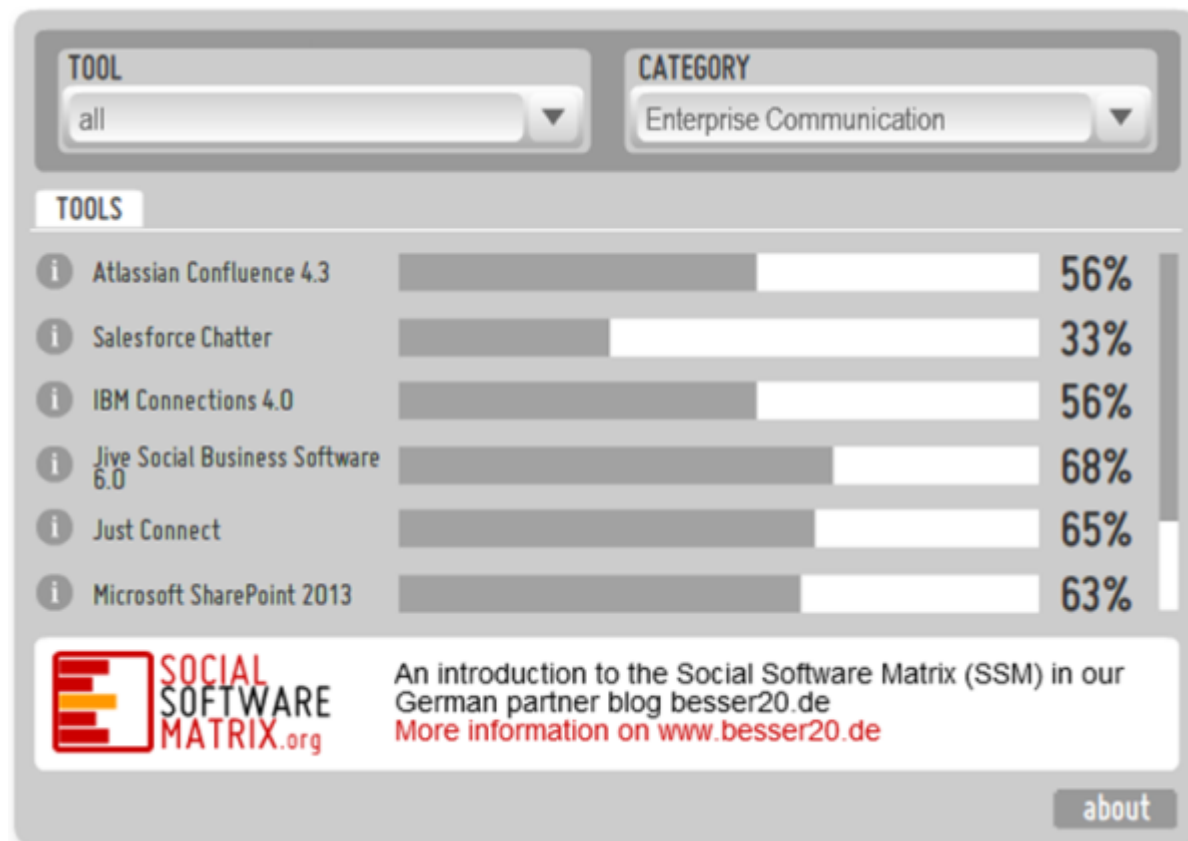 TOOL
all
CATEGORY
Enterprise Communication
TOOLS
i Atlassian Confluence 4.3 56%
i Salesforce Chatter 33%
i IBM Connections 4.0 56%
i Jive Social Business Software
6.0 68%
i Just Connect 65%
i Microsoft SharePoint 2013 63%
SOCIAL
SOFTWARE
MATRIX.org
An introduction to the Social Software Matrix (SSM) in our
German partner blog besser20.de
More information on www.besser20.de
about